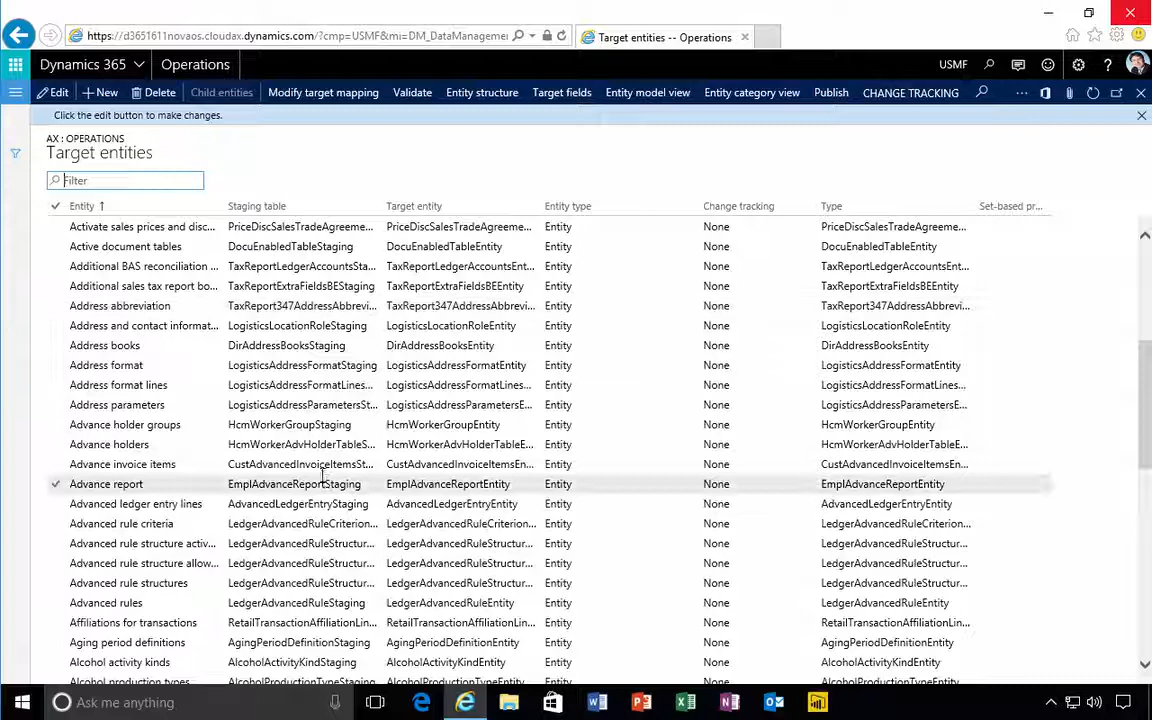 https://d3651611novaos.cloudax.dynamics.com/?cmp=USMF&mi=DM_DataManageme
Target entities -- Operations
Dynamics 365 Operations USMF ?
Edit New Delete Child entities Modify target mapping Validate Entity structure Target fields Entity model view Entity category view Publish CHANGE TRACKING ...
Click the edit button to make changes.
AX : OPERATIONS
Target entities
Filter
Entity Staging table Target entity Entity type Change tracking Type Set-based pr...
Activate sales prices and disc... PriceDiscSalesTradeAgreeme... PriceDiscSalesTradeAgreeme... Entity None PriceDiscSalesTradeAgreeme...
Active document tables DocuEnabledTableStaging DocuEnabledTableEntity Entity None DocuEnabledTableEntity
Additional BAS reconciliation ... TaxReportLedgerAccountsSta... TaxReportLedgerAccountsEnt... Entity None TaxReportLedgerAccountsEnt...
Additional sales tax report bo... TaxReportExtraFieldsBEStaging TaxReportExtraFieldsBEEntity Entity None TaxReportExtraFieldsBEEntity
Address abbreviation TaxReport347AddressAbbrevi... TaxReport347AddressAbbrevi... Entity None TaxReport347AddressAbbrevi...
Address and contact informat... LogisticsLocationRoleStaging LogisticsLocationRoleEntity Entity None LogisticsLocationRoleEntity
Address books DirAddressBooksStaging DirAddressBooksEntity Entity None DirAddressBooksEntity
Address format LogisticsAddressFormatStaging LogisticsAddressFormatEntity Entity None LogisticsAddressFormatEntity
Address format lines LogisticsAddressFormatLines... LogisticsAddressFormatLines... Entity None LogisticsAddressFormatLines...
Address parameters LogisticsAddressParametersSt... LogisticsAddressParametersE... Entity None LogisticsAddressParametersE...
Advance holder groups HcmWorkerGroupStaging HcmWorkerGroupEntity Entity None HcmWorkerGroupEntity
Advance holders HcmWorkerAdvHolderTableS... HcmWorkerAdvHolderTableE... Entity None HcmWorkerAdvHolderTableE...
Advance invoice items CustAdvancedInvoiceItemsSt... CustAdvancedInvoiceItemsEn... Entity None CustAdvancedInvoiceItemsEn...
Advance report EmplAdvanceReportStaging EmplAdvanceReportEntity Entity None EmplAdvanceReportEntity
Advanced ledger entry lines AdvancedLedgerEntryStaging AdvancedLedgerEntryEntity Entity None AdvancedLedgerEntryEntity
Advanced rule criteria LedgerAdvancedRuleCriterion... LedgerAdvancedRuleCriterion... Entity None LedgerAdvancedRuleCriterion...
Advanced rule structure activ... LedgerAdvancedRuleStructur... LedgerAdvancedRuleStructur... Entity None LedgerAdvancedRuleStructur...
Advanced rule structure allow... LedgerAdvancedRuleStructur... LedgerAdvancedRuleStructur... Entity None LedgerAdvancedRuleStructur...
Advanced rule structures LedgerAdvancedRuleStructur... LedgerAdvancedRuleStructur... Entity None LedgerAdvancedRuleStructur...
Advanced rules LedgerAdvancedRuleStaging LedgerAdvancedRuleEntity Entity None LedgerAdvancedRuleEntity
Affiliations for transactions RetailTransactionAffiliationLin... RetailTransactionAffiliationLin... Entity None RetailTransactionAffiliationLin...
Aging period definitions AgingPeriodDefinitionStaging AgingPeriodDefinitionEntity Entity None AgingPeriodDefinitionEntity
Alcohol activity kinds AlcoholActivityKindStaging AlcoholActivityKindEntity Entity None AlcoholActivityKindEntity
Alcohol production types AlcoholProductionTypeStaging AlcoholProductionTypeEntity Entity None AlcoholProductionTypeEntity
Ask me anything